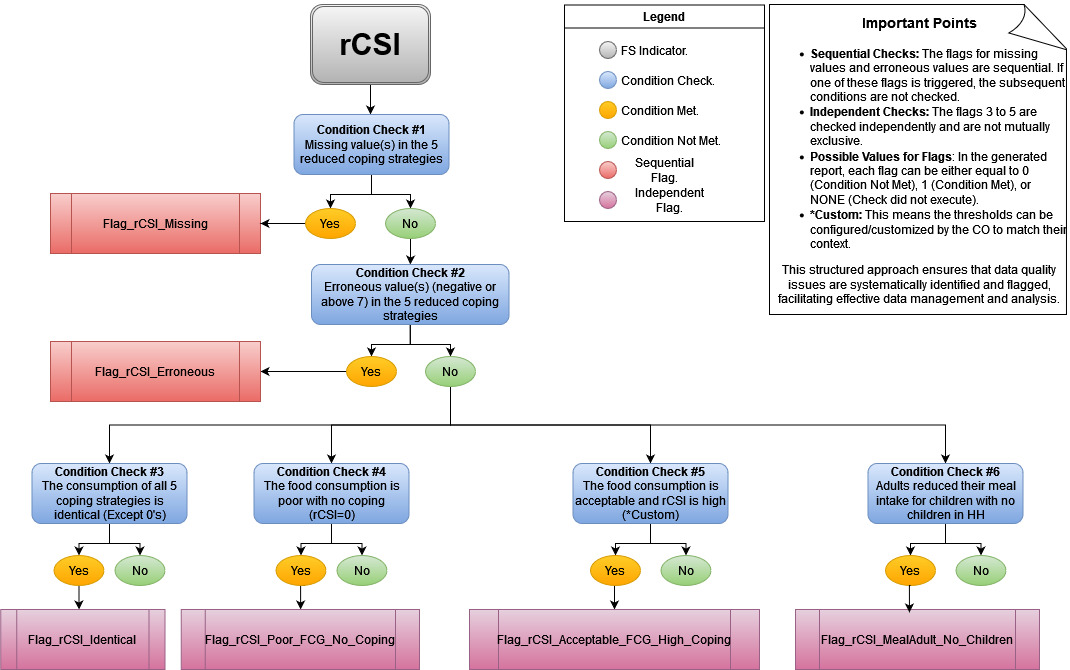 rCSI
Condition Check #1
Missing value(s) in the 5
reduced coping strategies
Yes
No
Flag_rCSI_Missing
Condition Check #2
Erroneous value(s) (negative or
above 7) in the 5 reduced coping
strategies
Yes
No
Flag_rCSI_Erroneous
Condition Check #3
The consumption of all 5
coping strategies is
identical (Except 0's)
Yes
No
Flag_rCSI_Identical
Condition Check #4
The food consumption is
poor with no coping
(rCSI=0)
Yes
No
Flag_rCSI_Poor_FCG_No_Coping
Condition Check #5
The food consumption is
acceptable and rCSI is high
(*Custom)
Yes
No
Flag_rCSI_Acceptable_FCG_High_Coping
Condition Check #6
Adults reduced their meal
intake for children with no
children in HH
Yes
No
Flag_rCSI_MealAdult_No_Children
Legend
FS Indicator.
Condition Check.
Condition Met.
Condition Not Met.
Sequential
Flag.
Independent
Flag.
Important Points
• Sequential Checks: The flags for missing
values and erroneous values are sequential. If
one of these flags is triggered, the subsequent
conditions are not checked.
• Independent Checks: The flags 3 to 5 are
checked independently and are not mutually
exclusive.
• Possible Values for Flags: In the generated
report, each flag can be either equal to 0
(Condition Not Met), 1 (Condition Met), or
NONE (Check did not execute).
• *Custom: This means the thresholds can be
configured/customized by the CO to match their
context.
This structured approach ensures that data quality
issues are systematically identified and flagged,
facilitating effective data management and analysis.